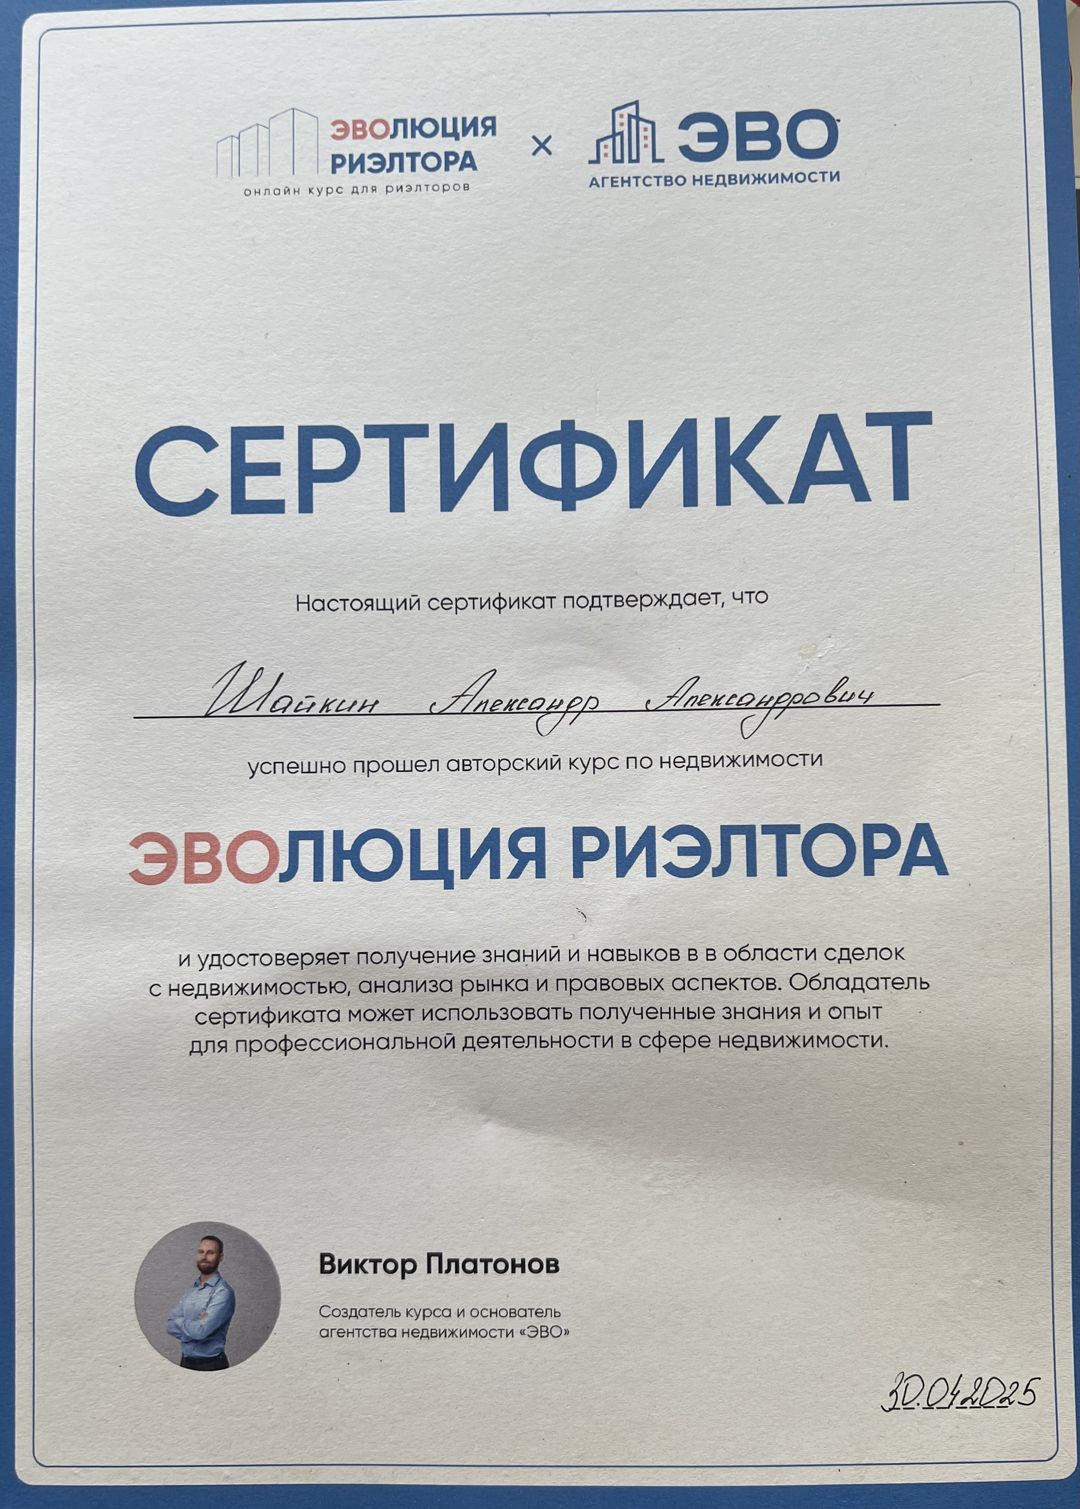 ЭВОЛЮЦИЯ
РИЭЛТОРА
онлайн курс для риэлторов
×
ЭВО
АГЕНТСТВО НЕДВИЖИМОСТИ
СЕРТИФИКАТ
Настоящий сертификат подтверждает, что
Шайкин Александр Александрович
успешно прошел авторский курс по недвижимости
ЭВОЛЮЦИЯ РИЭЛТОРА
и удостоверяет получение знаний и навыков в в области сделок
с недвижимостью, анализа рынка и правовых аспектов. Обладатель
сертификата может использовать полученные знания и опыт
для профессиональной деятельности в сфере недвижимости.
Виктор Платонов
Создатель курса и основатель
агентства недвижимости «ЭВО»
30.04.2025